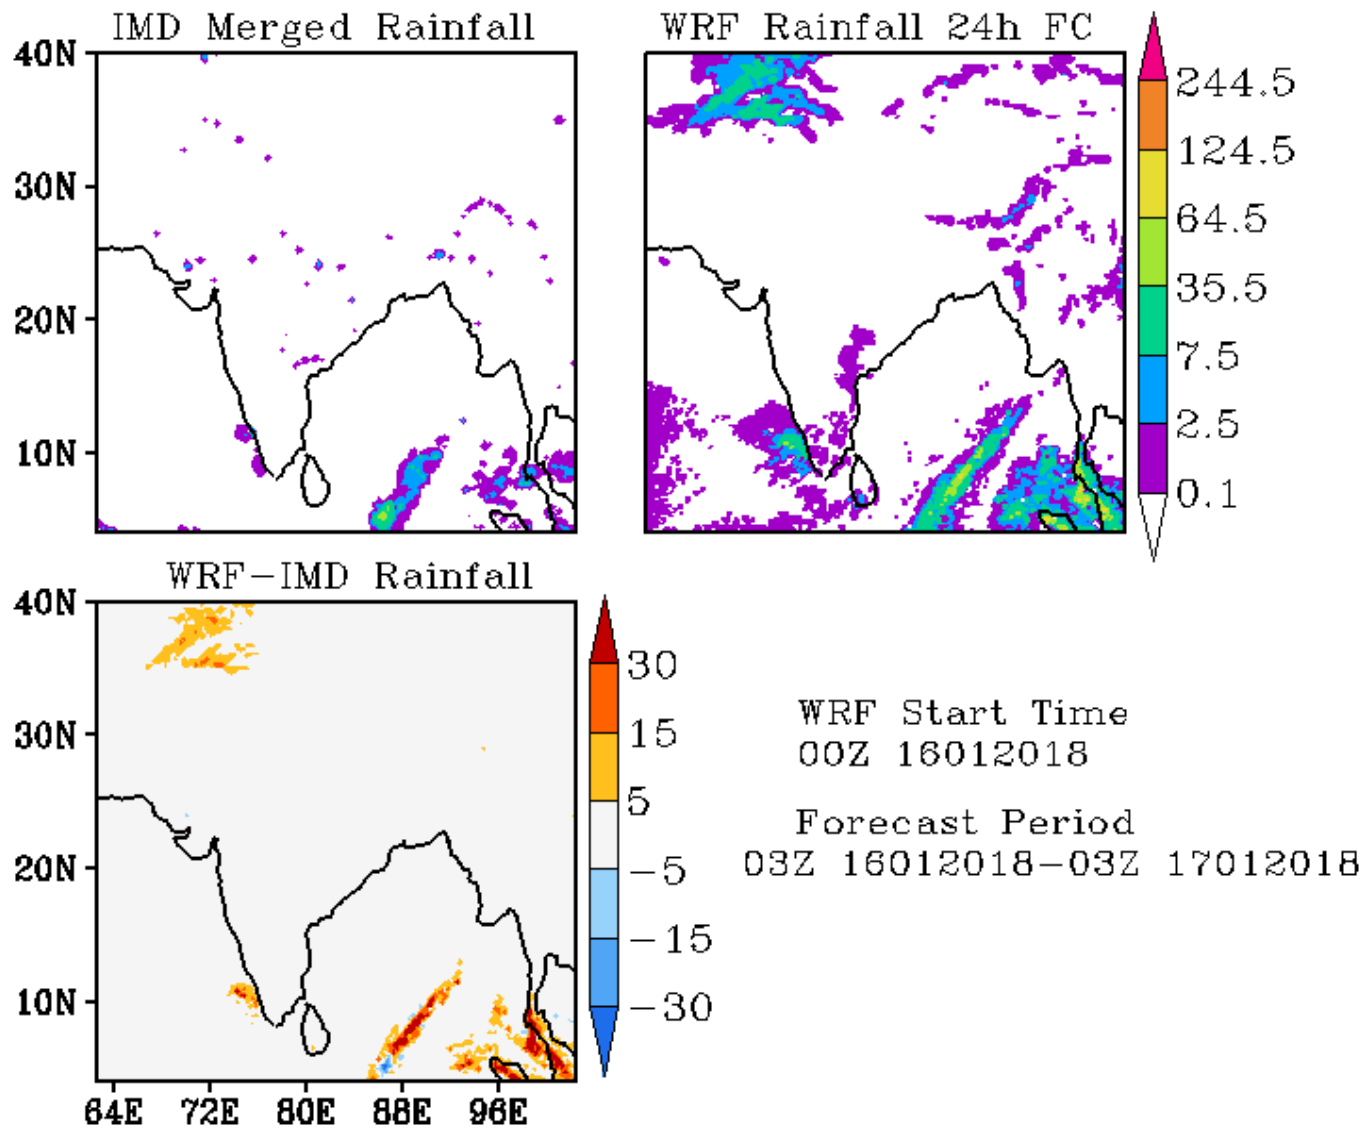 IMD Merged Rainfall
WRF Rainfall 24h FC
40N
30N
20N
10N
244.5
124.5
64.5
35.5
7.5
2.5
0.1
WRF-IMD Rainfall
40N
30N
20N
10N
64E 72E 80E 88E 96E
30
15
5
-5
-15
-30
WRF Start Time
00Z 16012018
Forecast Period
03Z 16012018-03Z 17012018